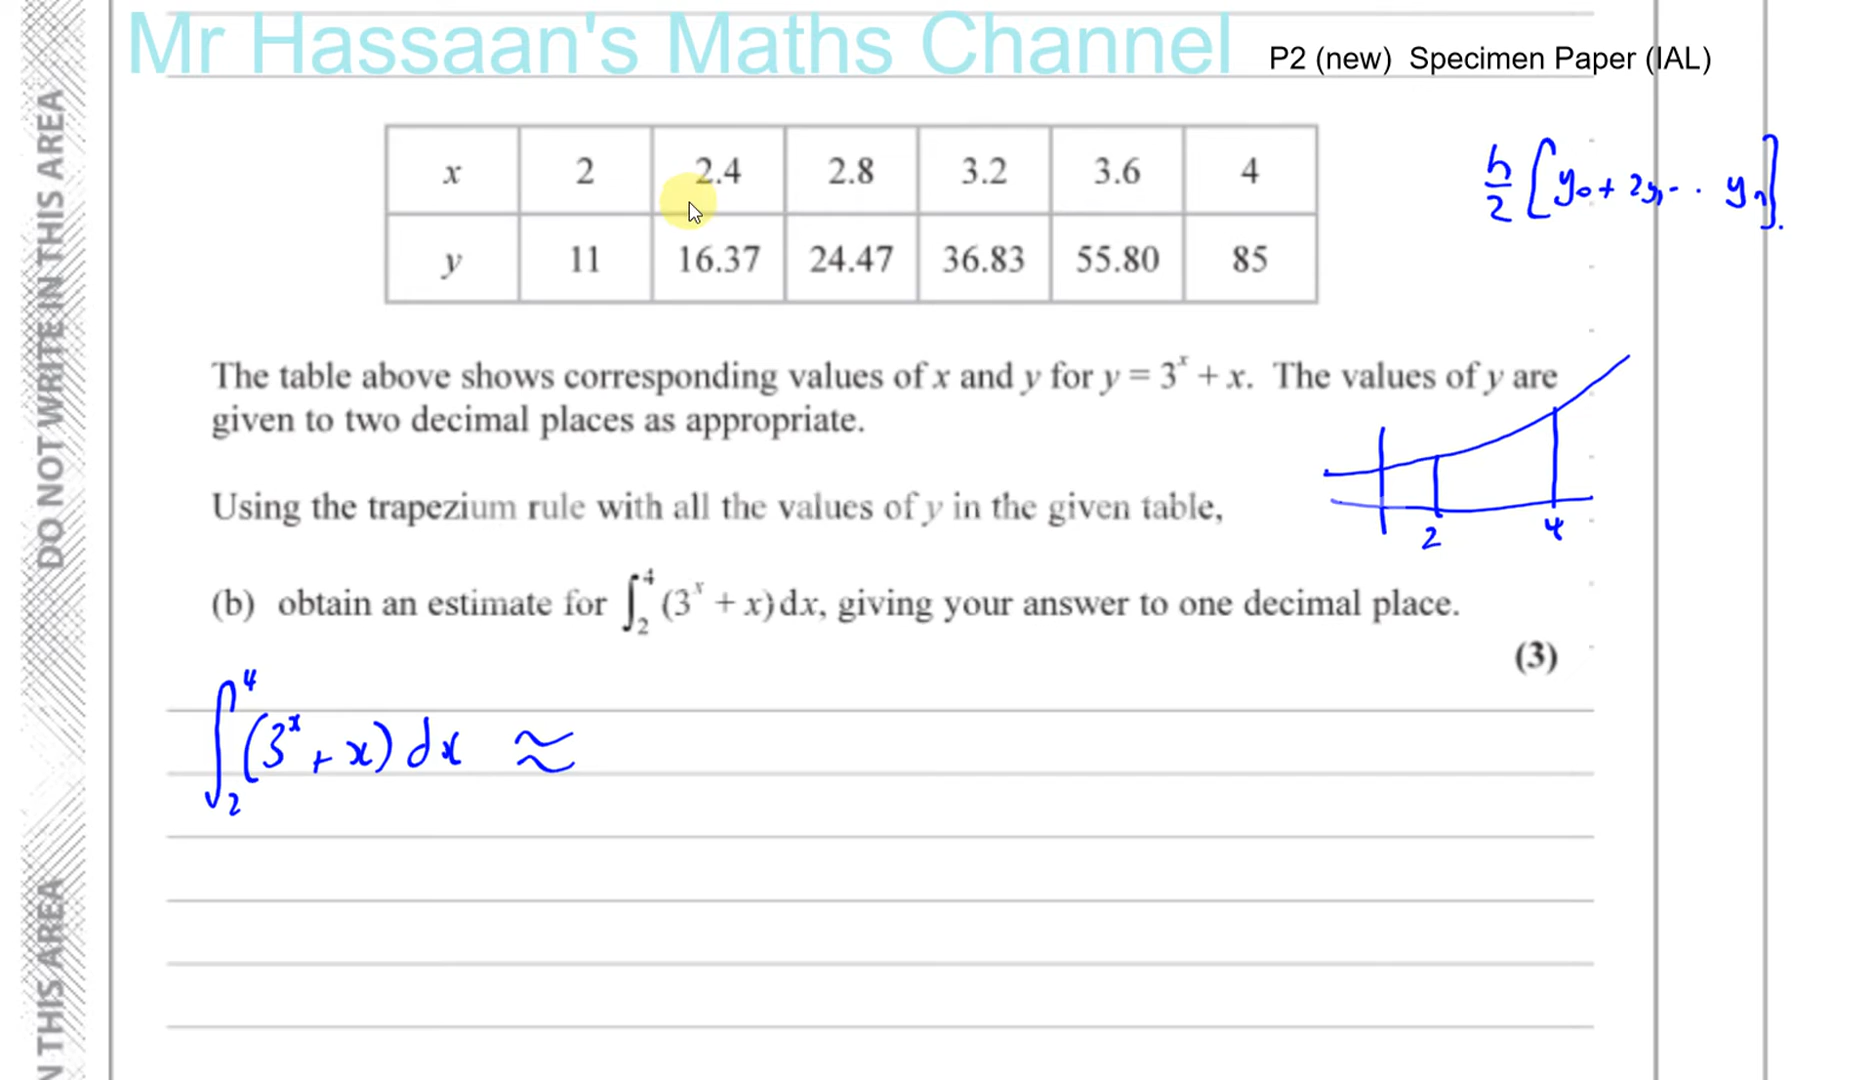 Mr Hassaan's Maths Channel
P2 (new) Specimen Paper (IAL)
DO NOT WRITE IN THIS AREA
x 2 2.4 2.8 3.2 3.6 4
y 11 16.37 24.47 36.83 55.80 85
h/2 [y₀ + 2y₁ - . . yₙ].
The table above shows corresponding values of x and y for y = 3ˣ + x. The values of y are
given to two decimal places as appropriate.
Using the trapezium rule with all the values of y in the given table,
2 4
(b) obtain an estimate for ∫₂⁴ (3ˣ + x) dx, giving your answer to one decimal place.
(3)
∫₂⁴ (3ˣ + x) dx ≈
N THIS AREA